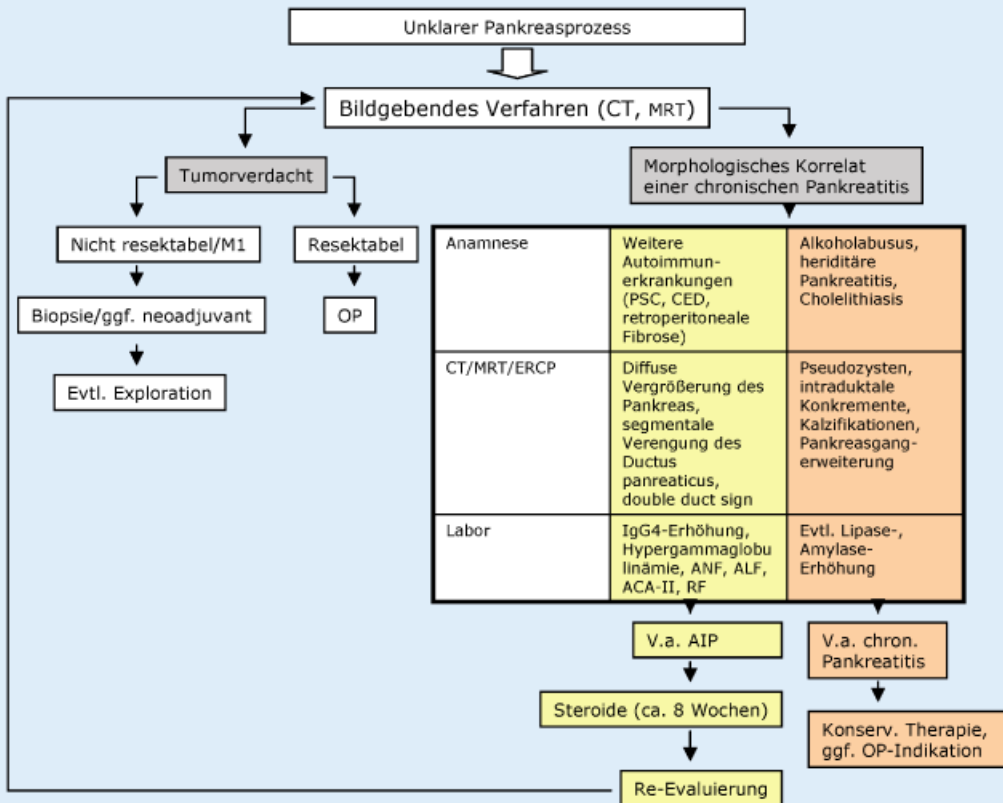 Unklarer Pankreasprozess
Bildgebendes Verfahren (CT, MRT)
Tumorverdacht
Morphologisches Korrelat
einer chronischen Pankreatitis
Nicht resektabel/M1
Resektabel
Biopsie/ggf. neoadjuvant
OP
Evtl. Exploration
Anamnese
Weitere
Autoimmun-
erkrankungen
(PSC, CED,
retroperitoneale
Fibrose)
Alkoholabusus,
heriditäre
Pankreatitis,
Cholelithiasis
CT/MRT/ERCP
Diffuse
Vergrößerung des
Pankreas,
segmentale
Verengung des
Ductus
panreaticus,
double duct sign
Pseudozysten,
intraduktale
Konkremente,
Kalzifikationen,
Pankreasgang-
erweiterung
Labor
IgG4-Erhöhung,
Hypergammaglobu
linämie, ANF, ALF,
ACA-II, RF
Evtl. Lipase-,
Amylase-
Erhöhung
V.a. AIP
V.a. chron.
Pankreatitis
Steroide (ca. 8 Wochen)
Konserv. Therapie,
ggf. OP-Indikation
Re-Evaluierung